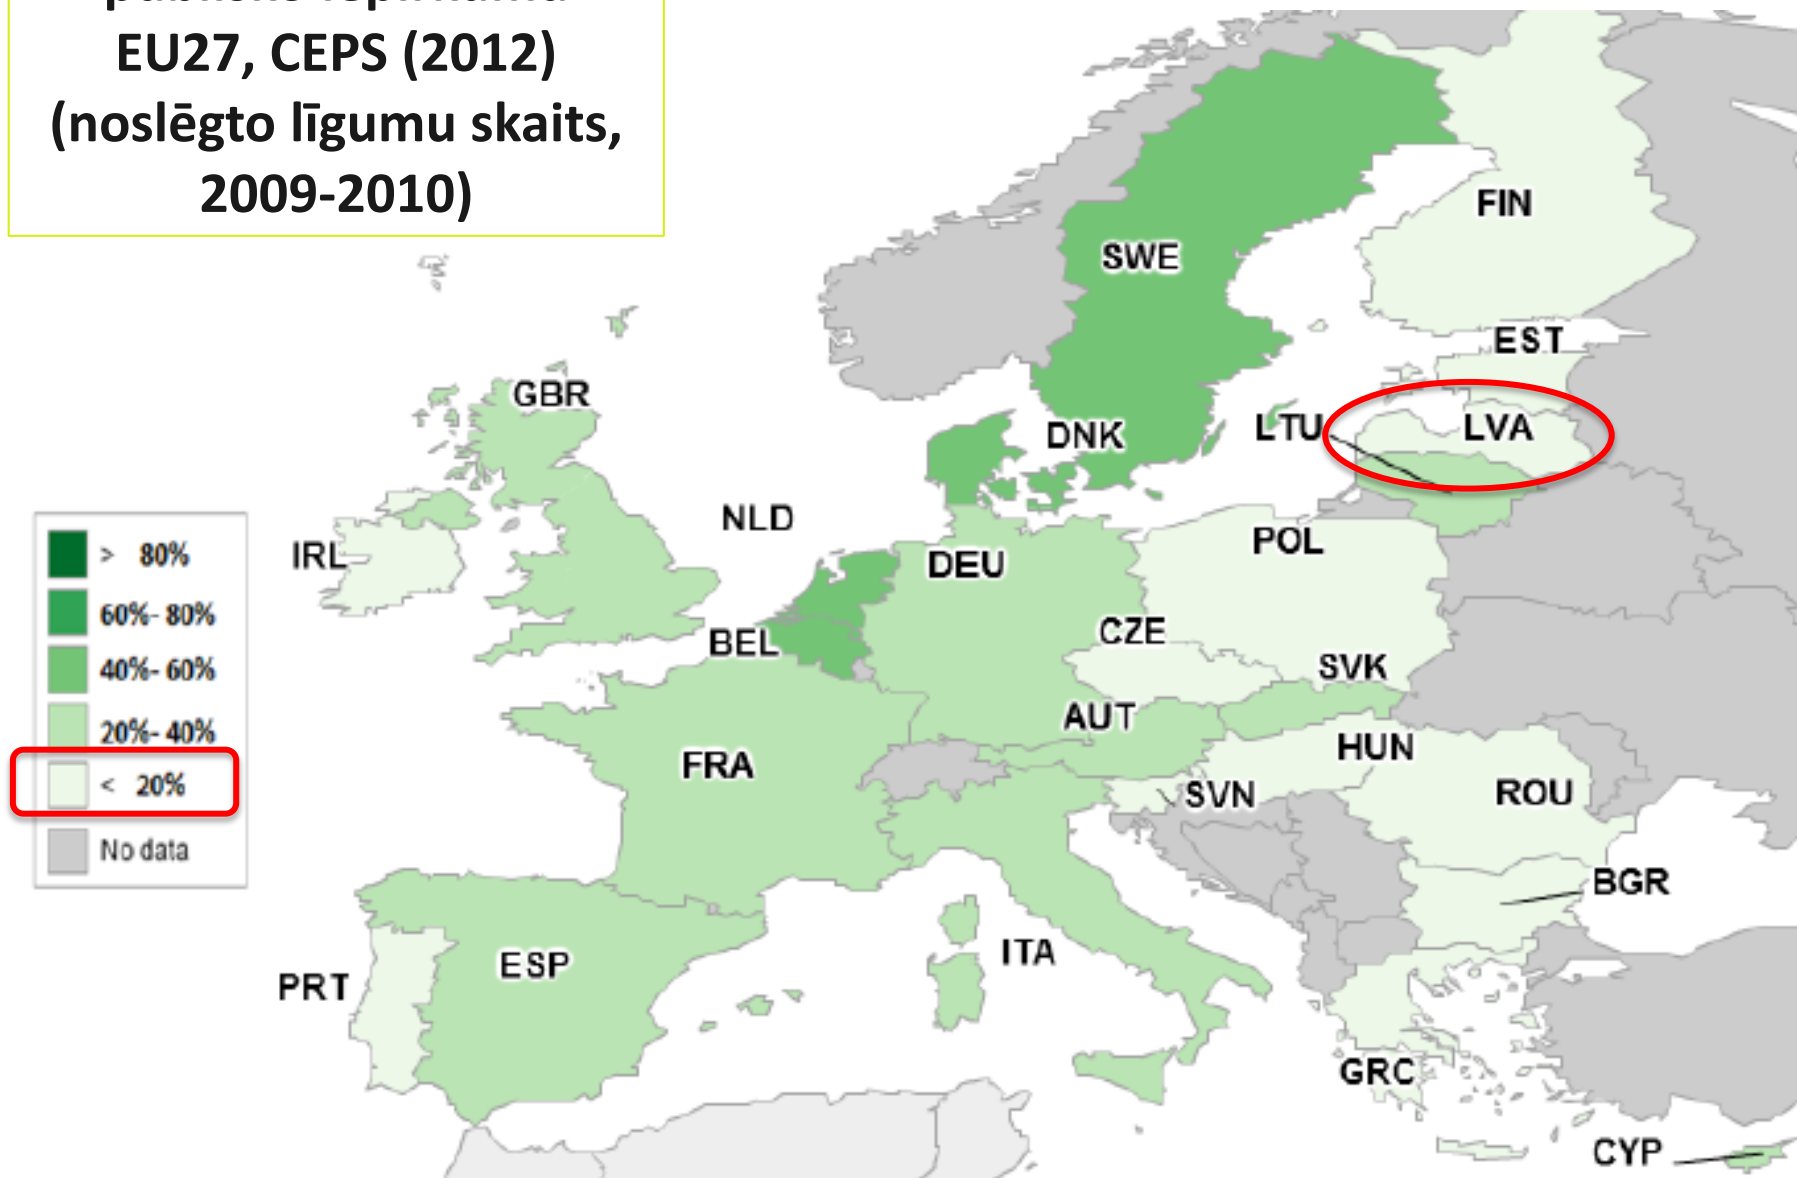 EU27, CEPS (2012)
(noslēgto līgumu skaits,
2009-2010)
FIN
SWE
EST
GBR
DNK
LTU
LVA
NLD
POL
IRL
DEU
> 80%
60%- 80%
40%- 60%
20%- 40%
< 20%
No data
BEL
CZE
SVK
AUT
HUN
FRA
SVN
ROU
BGR
ITA
ESP
PRT
GRC
CYP